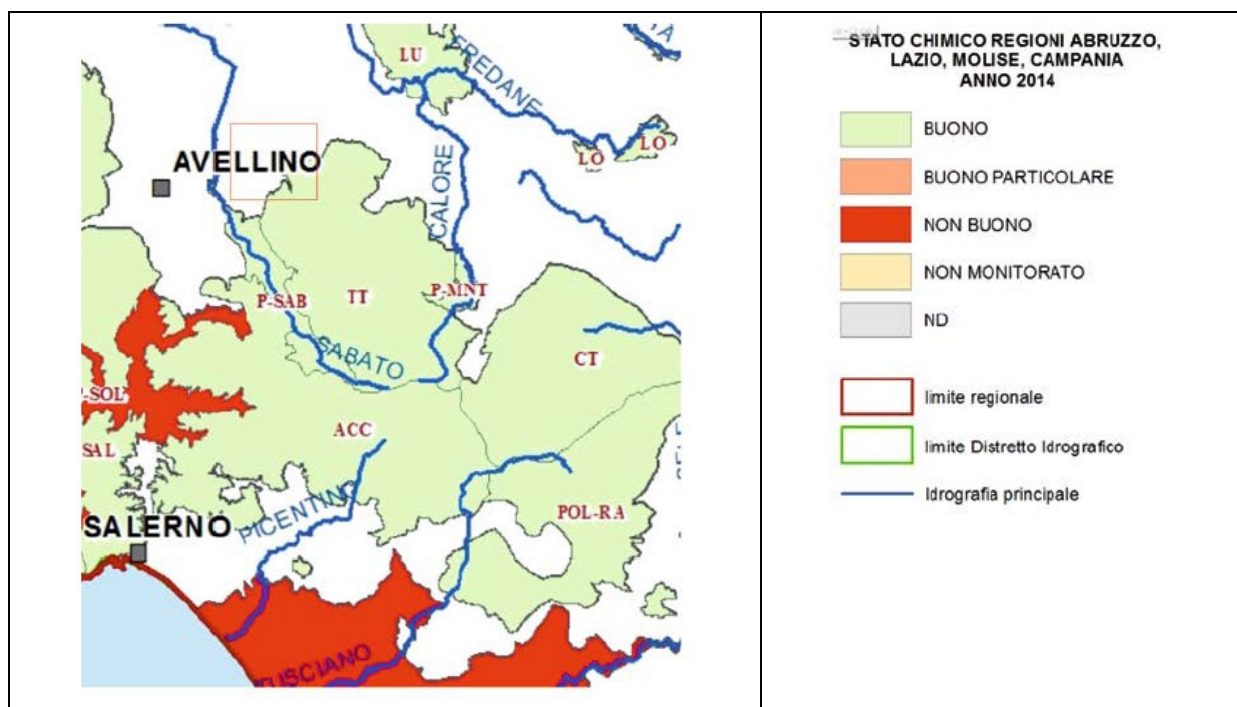 LU
FREDANE
LO
LO
AVELLINO
CALORE
P-SAB
TT
P-MNT
SABATO
CT
ACC
SAL
SALERNO
PICENTINO
POL-RA
TUSCIANO
STATO CHIMICO REGIONI ABRUZZO,
LAZIO, MOLISE, CAMPANIA
ANNO 2014
BUONO
BUONO PARTICOLARE
NON BUONO
NON MONITORATO
ND
limite regionale
limite Distretto Idrografico
Idrografia principale